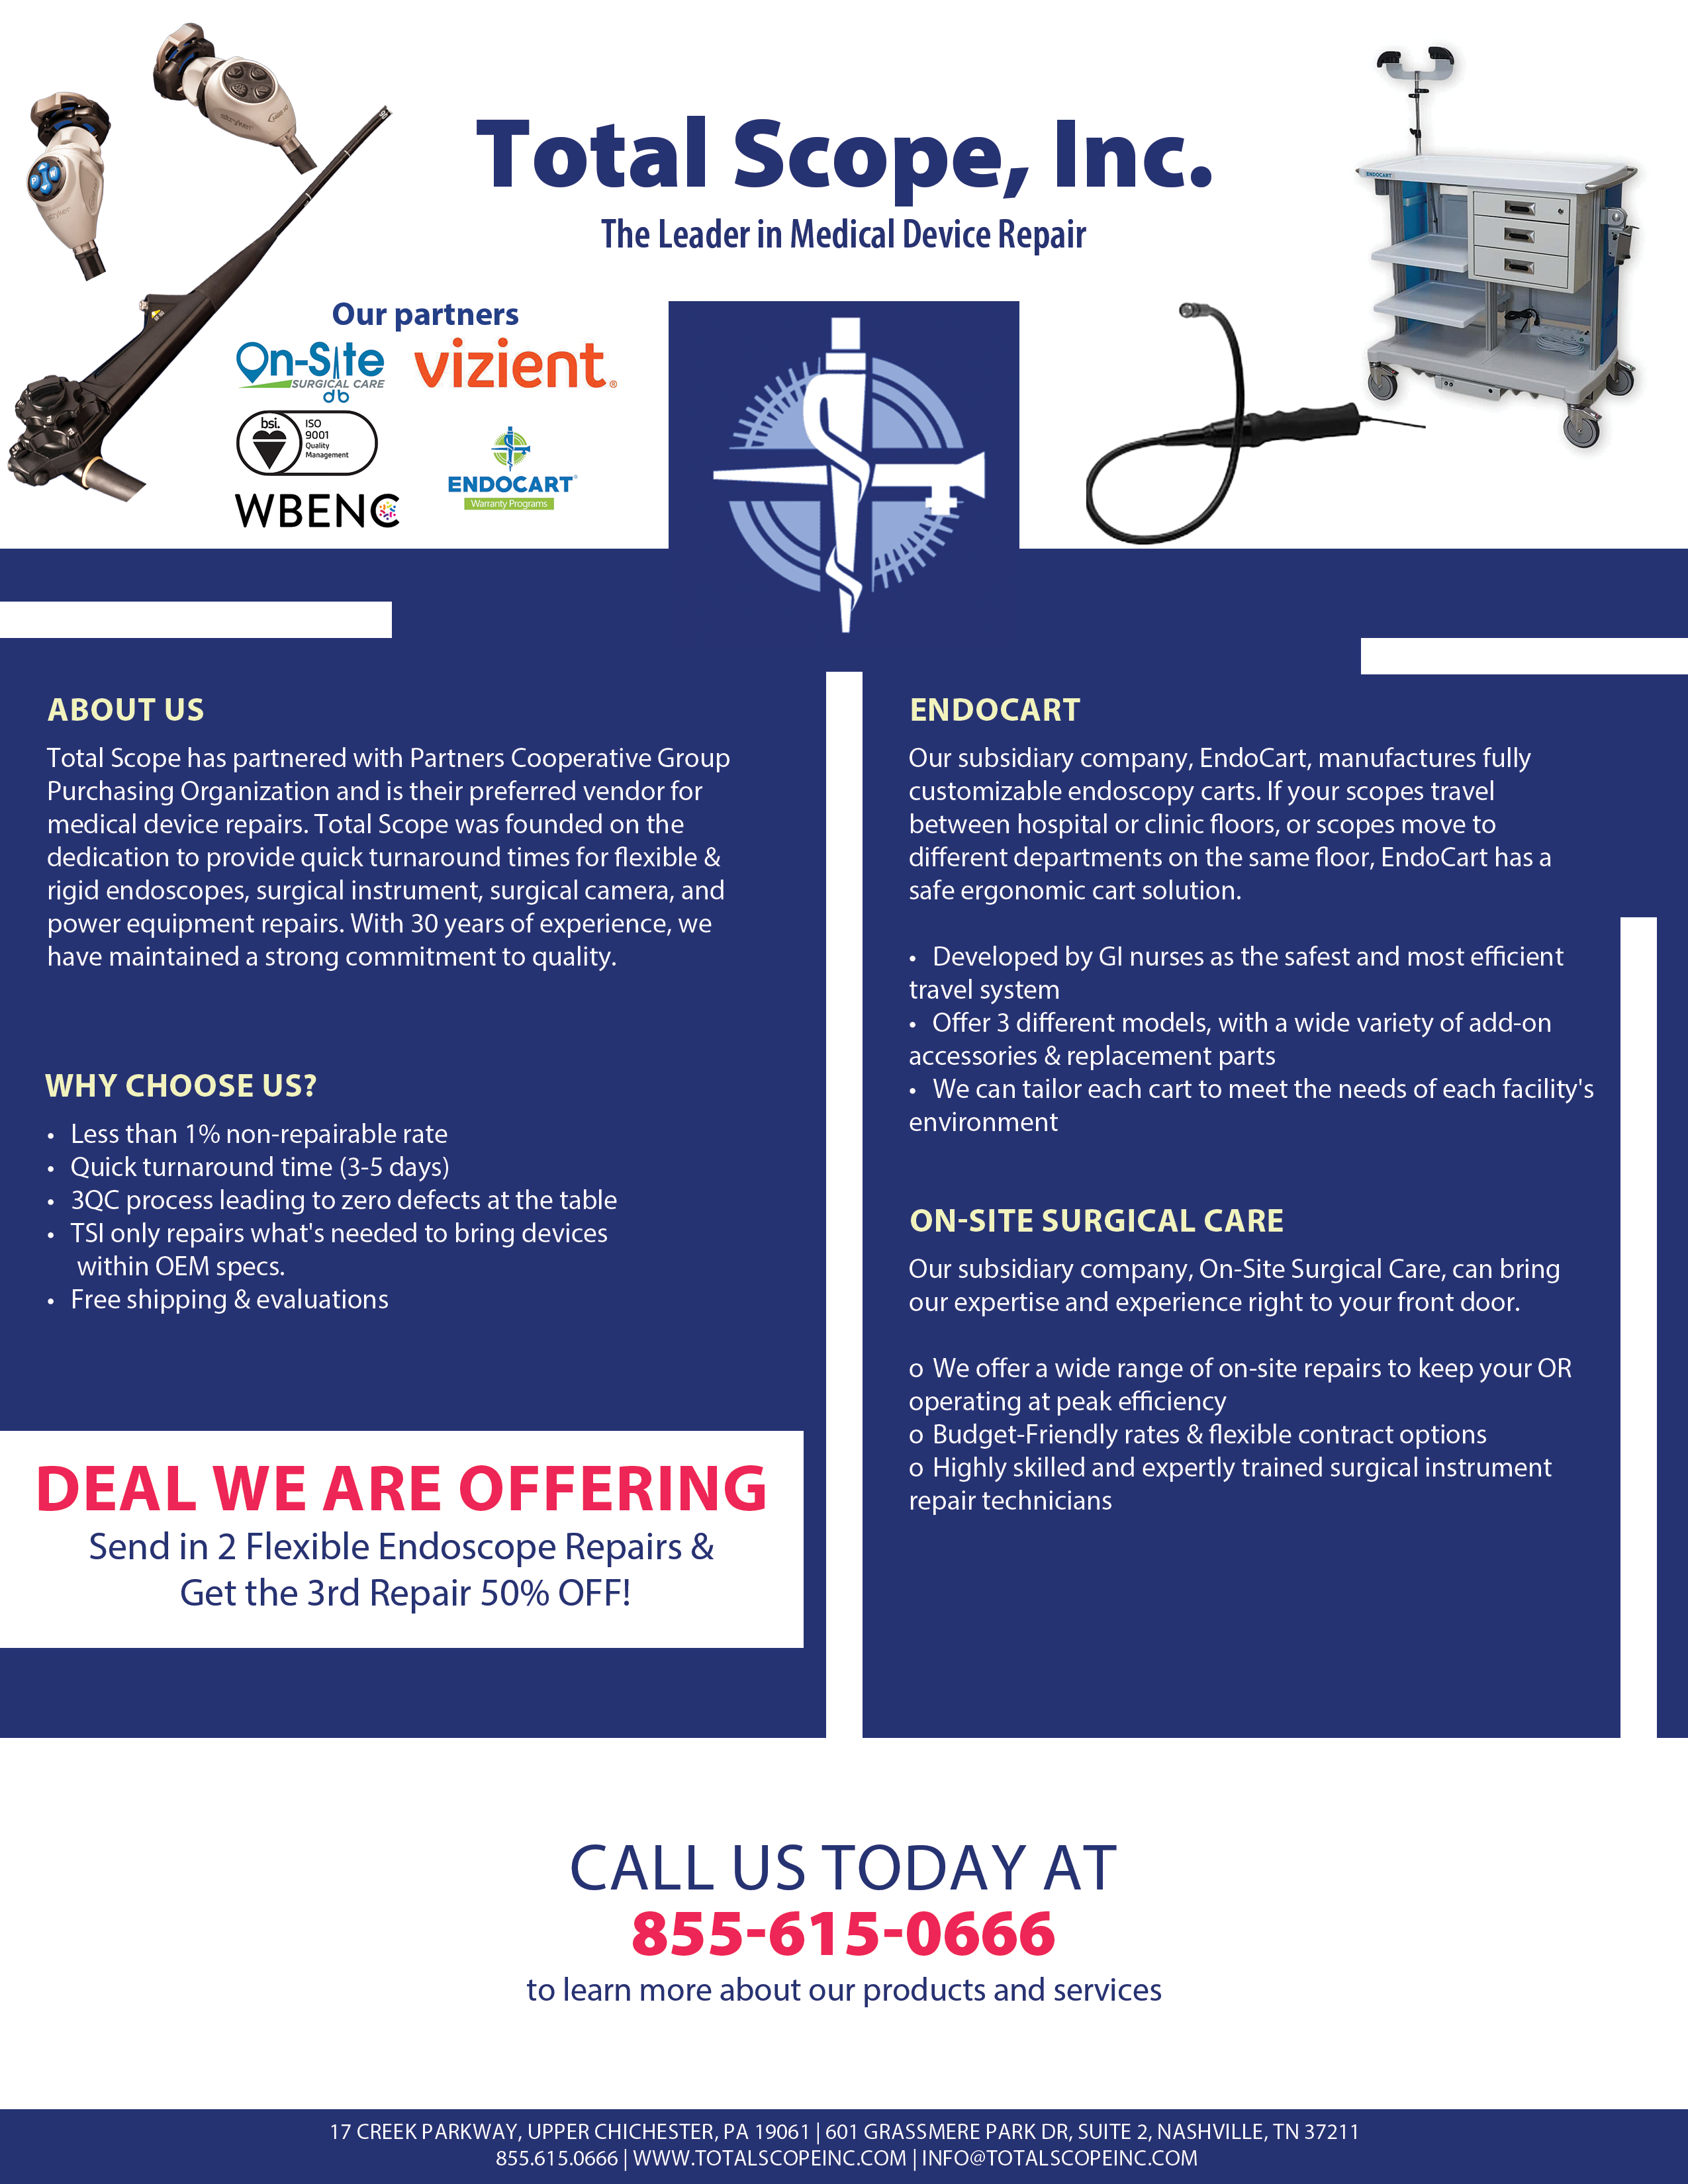 Total Scope, Inc.
The Leader in Medical Device Repair
ENDOCART
stryker
stryker
Our partners
On-Site
SURGICAL CARE
vizient®
bsi.
ISO
9001
Quality
Management
ENDOCART®
Warranty Programs
WBENC
ABOUT US
Total Scope has partnered with Partners Cooperative Group
Purchasing Organization and is their preferred vendor for
medical device repairs. Total Scope was founded on the
dedication to provide quick turnaround times for flexible &
rigid endoscopes, surgical instrument, surgical camera, and
power equipment repairs. With 30 years of experience, we
have maintained a strong commitment to quality.
WHY CHOOSE US?
• Less than 1% non-repairable rate
• Quick turnaround time (3-5 days)
• 3QC process leading to zero defects at the table
• TSI only repairs what's needed to bring devices
within OEM specs.
• Free shipping & evaluations
DEAL WE ARE OFFERING
Send in 2 Flexible Endoscope Repairs &
Get the 3rd Repair 50% OFF!
ENDOCART
Our subsidiary company, EndoCart, manufactures fully
customizable endoscopy carts. If your scopes travel
between hospital or clinic floors, or scopes move to
different departments on the same floor, EndoCart has a
safe ergonomic cart solution.
• Developed by GI nurses as the safest and most efficient
travel system
• Offer 3 different models, with a wide variety of add-on
accessories & replacement parts
• We can tailor each cart to meet the needs of each facility's
environment
ON-SITE SURGICAL CARE
Our subsidiary company, On-Site Surgical Care, can bring
our expertise and experience right to your front door.
o We offer a wide range of on-site repairs to keep your OR
operating at peak efficiency
o Budget-Friendly rates & flexible contract options
o Highly skilled and expertly trained surgical instrument
repair technicians
CALL US TODAY AT
855-615-0666
to learn more about our products and services
17 CREEK PARKWAY, UPPER CHICHESTER, PA 19061 | 601 GRASSMERE PARK DR, SUITE 2, NASHVILLE, TN 37211
855.615.0666 | WWW.TOTALSCOPEINC.COM | INFO@TOTALSCOPEINC.COM